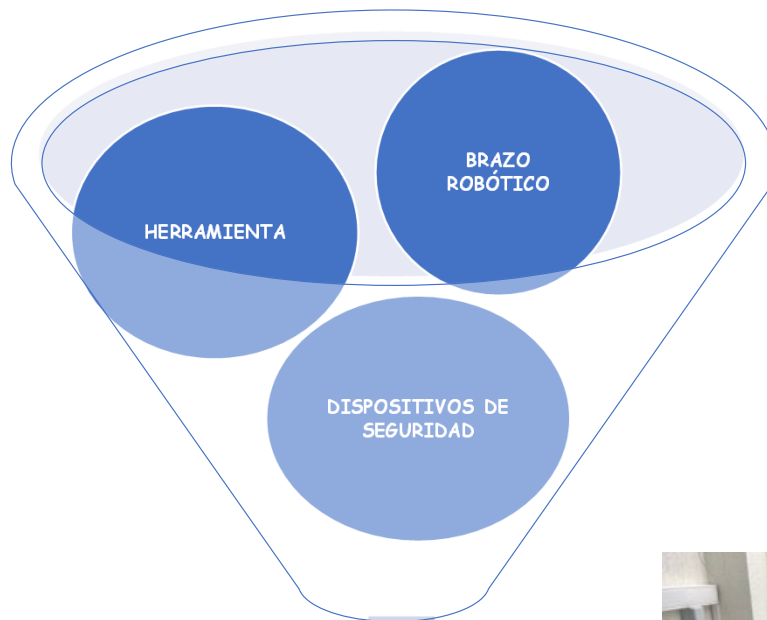 BRAZO
ROBÓTICO
HERRAMIENTA
DISPOSITIVOS DE
SEGURIDAD